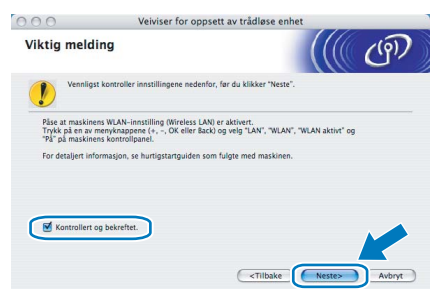 Veiviser for oppsett av trådløse enhet
Viktig melding
Vennligst kontroller innstillingene nedenfor, før du klikker "Neste".
Påse at maskinens WLAN-innstilling (Wireless LAN) er aktivert.
Trykk på en av menyknappene (+, -, OK eller Back) og velg "LAN", "WLAN", "WLAN aktivt" og
"På" på maskinens kontrollpanel.
For detaljert informasjon, se hurtigstartguiden som fulgte med maskinen.
Kontrollert og bekreftet.
<Tilbake Neste> Avbryt